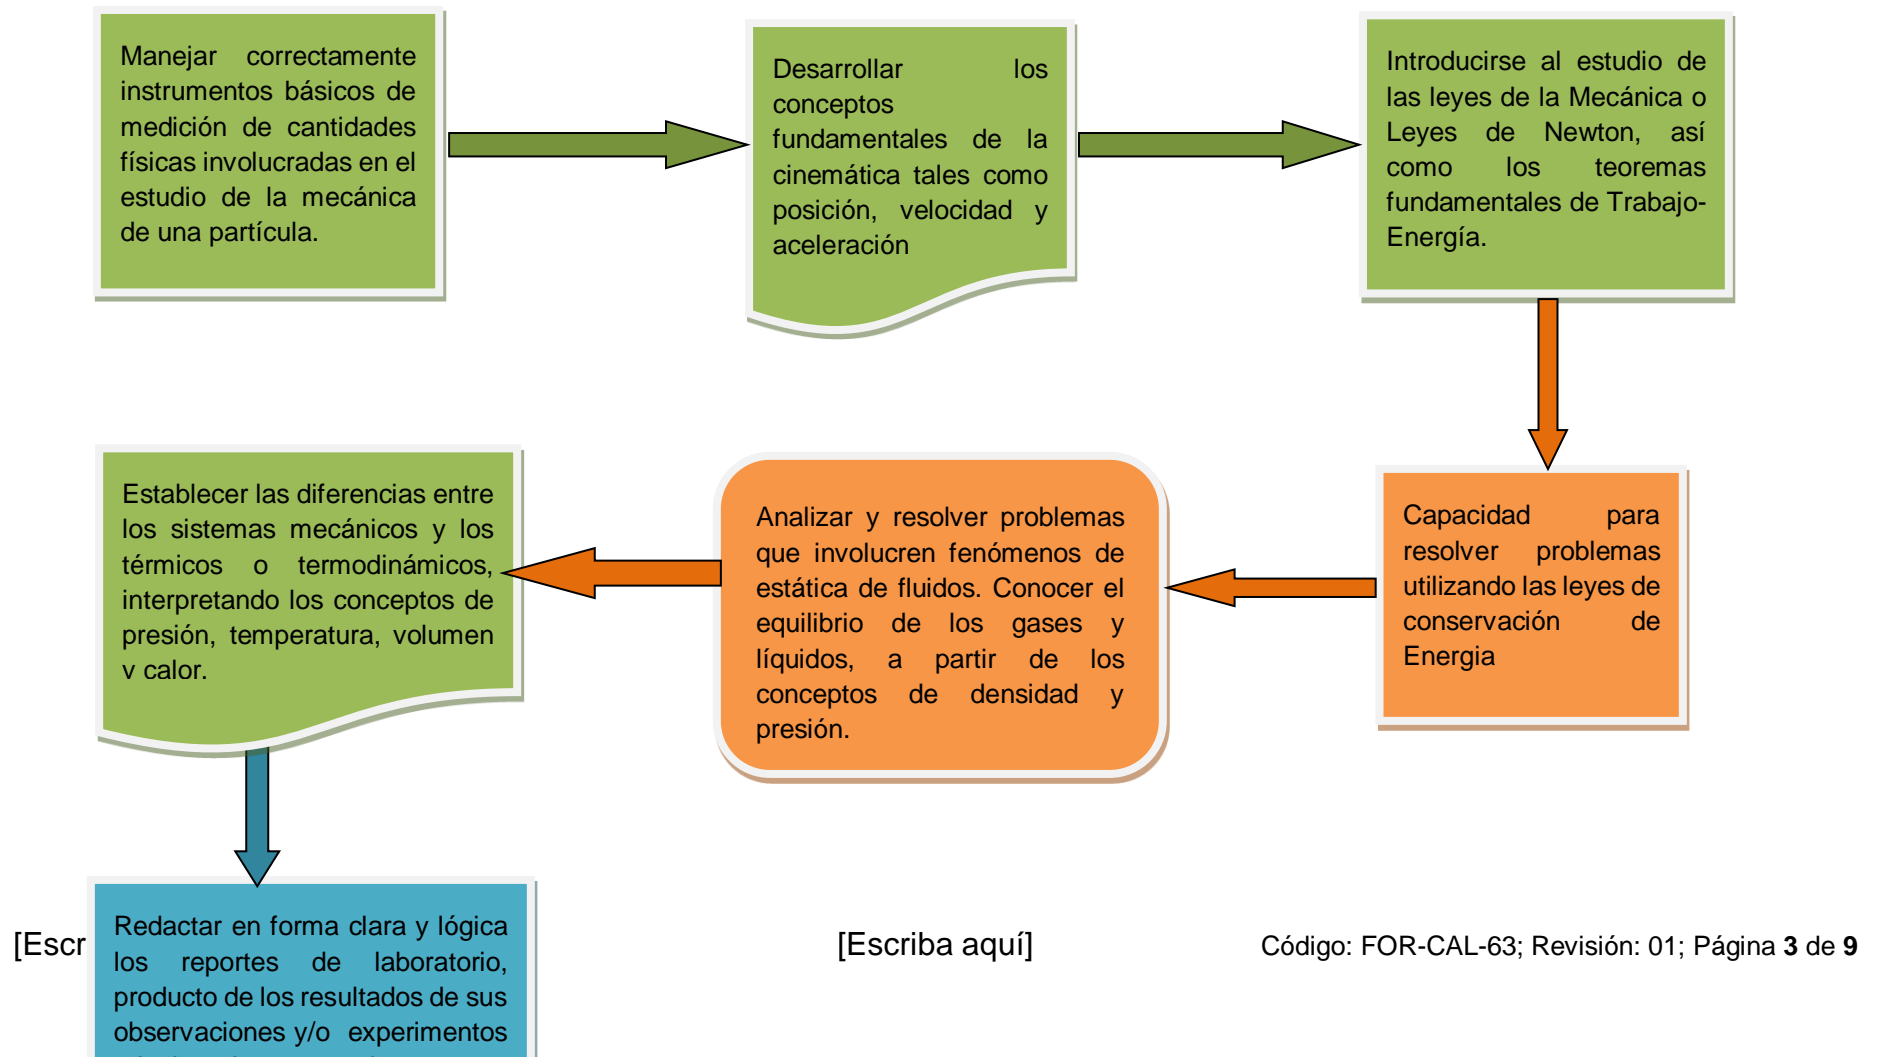 Manejar correctamente
instrumentos básicos de
medición de cantidades
físicas involucradas en el
estudio de la mecánica
de una partícula.
Desarrollar los
conceptos
fundamentales de la
cinemática tales como
posición, velocidad y
aceleración
Introducirse al estudio de
las leyes de la Mecánica o
Leyes de Newton, así
como los teoremas
fundamentales de Trabajo-
Energía.
Capacidad para
resolver problemas
utilizando las leyes de
conservación de
Energia
Analizar y resolver problemas
que involucren fenómenos de
estática de fluidos. Conocer el
equilibrio de los gases y
líquidos, a partir de los
conceptos de densidad y
presión.
Establecer las diferencias entre
los sistemas mecánicos y los
térmicos o termodinámicos,
interpretando los conceptos de
presión, temperatura, volumen
y calor.
Redactar en forma clara y lógica
los reportes de laboratorio,
producto de los resultados de sus
observaciones y/o experimentos
[Escr
[Escriba aquí]
Código: FOR-CAL-63; Revisión: 01; Página 3 de 9